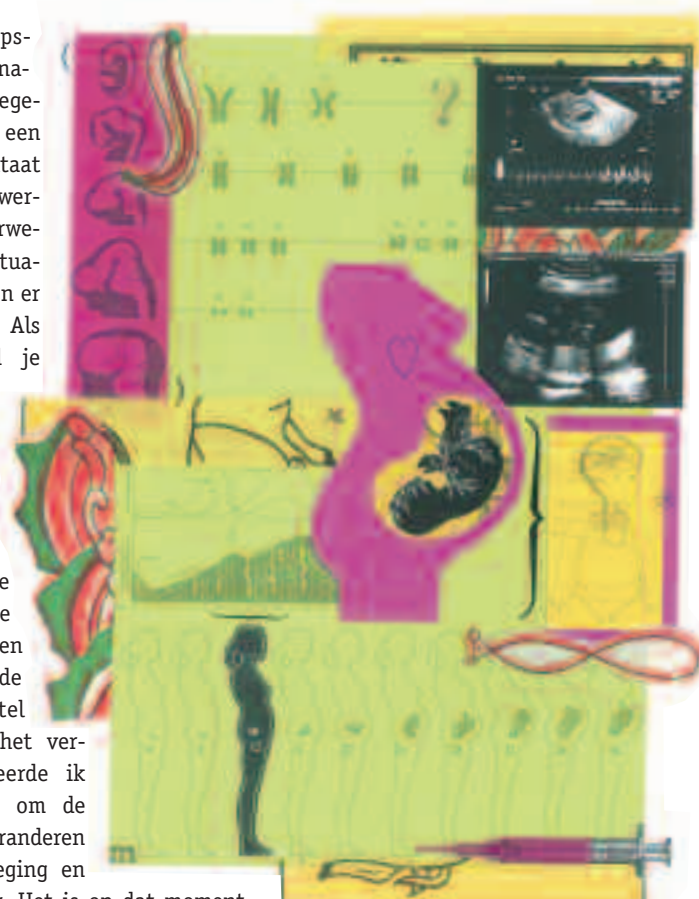 ps-
na-
ege-
een
taat
wer-
rwe-
tua-
n er
Als
je
?
e
e
en
de
tel
het ver-
eerde ik
om de
randeren
eging en
Het is op dat moment